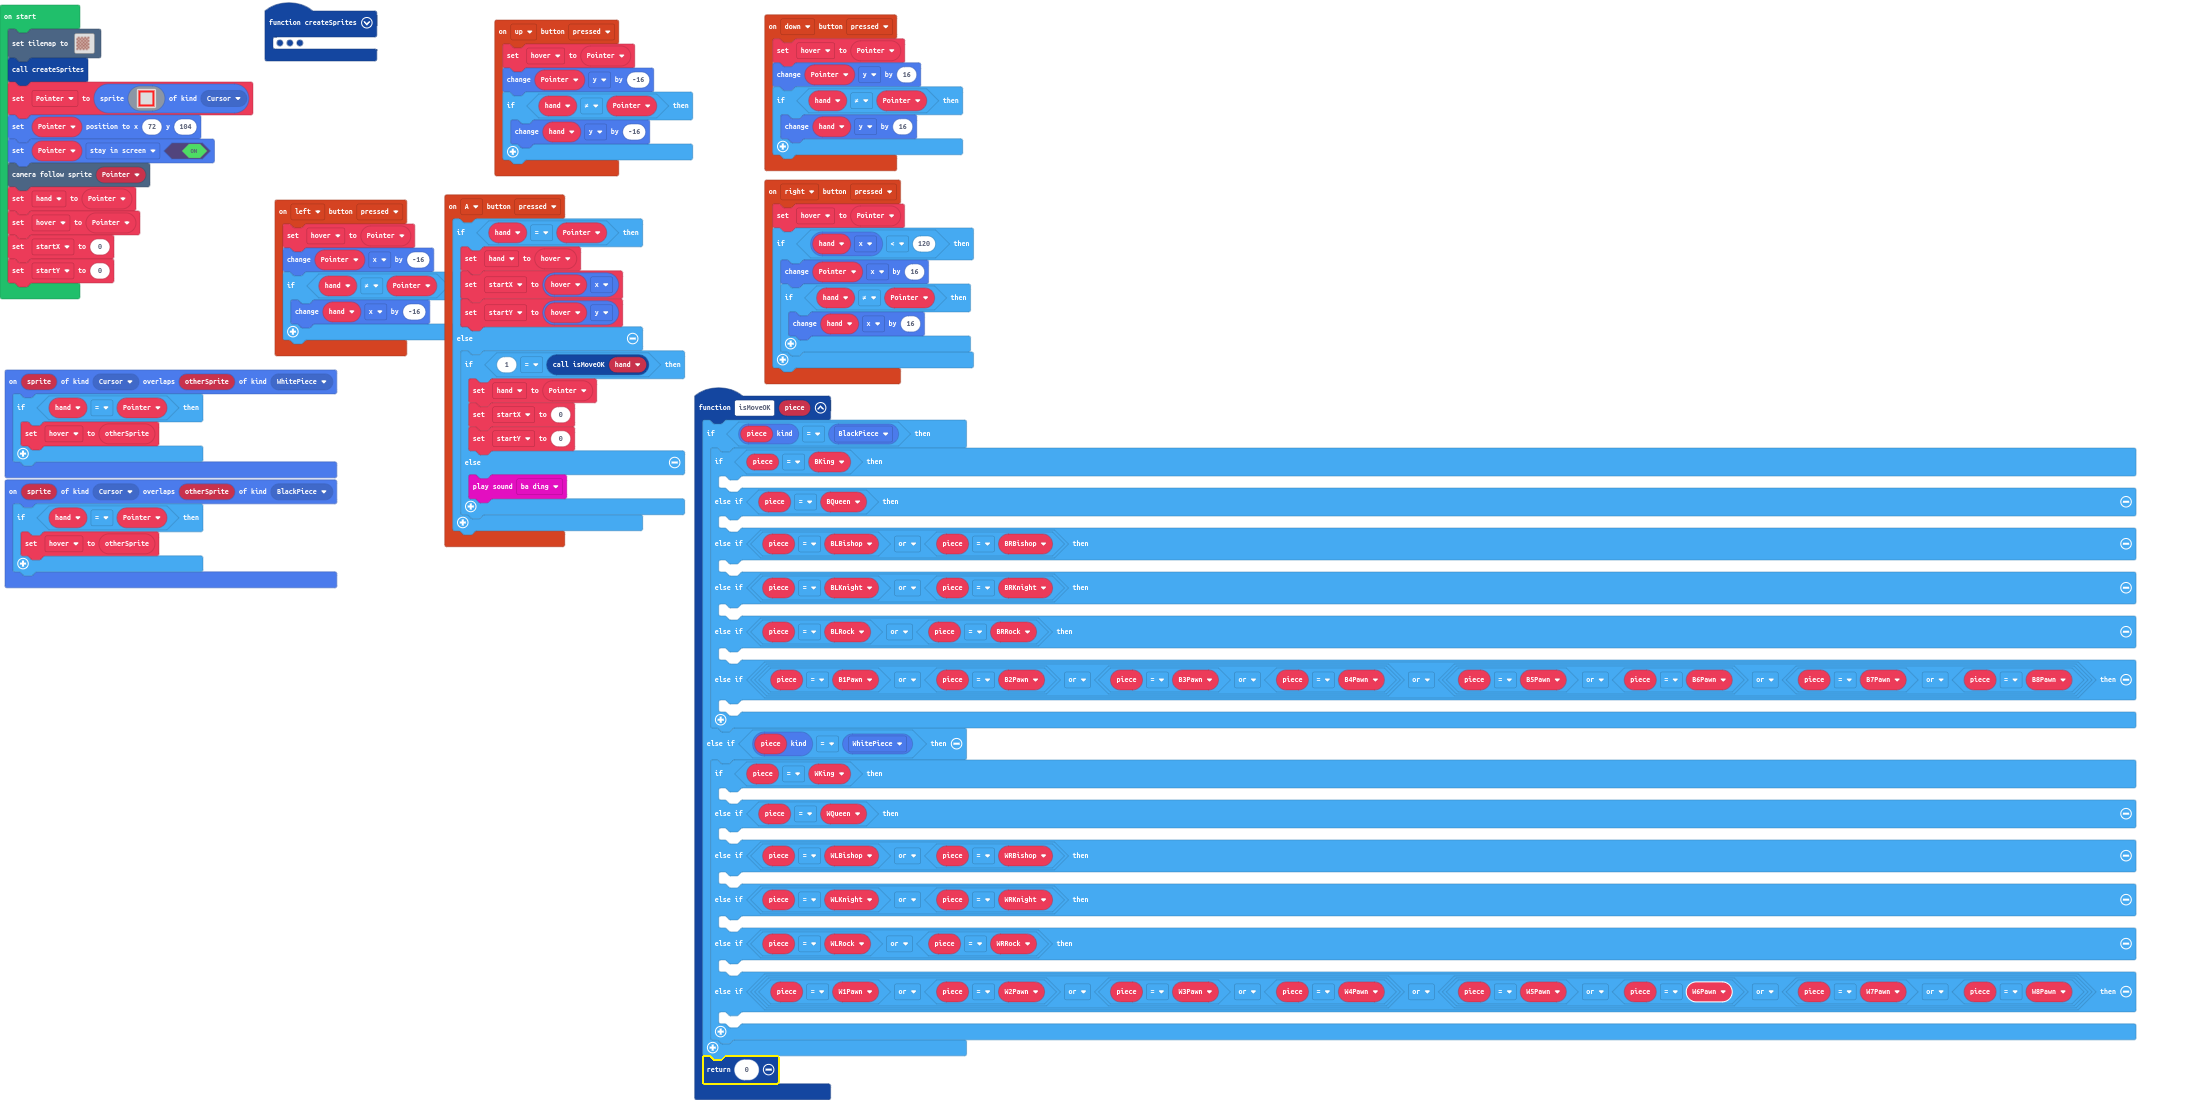 on start
set tilemap to
call createSprites
set Pointer to sprite of kind Cursor
set Pointer position to x 72 y 104
set Pointer stay in screen ON
camera follow sprite Pointer
set hand to Pointer
set hover to Pointer
set startX to 0
set startY to 0
function createSprites
on up button pressed
set hover to Pointer
change Pointer y by -16
if hand ≠ Pointer then
change hand y by -16
on down button pressed
set hover to Pointer
change Pointer y by 16
if hand ≠ Pointer then
change hand y by 16
on left button pressed
set hover to Pointer
change Pointer x by -16
if hand ≠ Pointer
change hand x by -16
on A button pressed
if hand = Pointer then
set hand to hover
set startX to hover x
set startY to hover y
else
if 1 = call isMoveOK hand then
set hand to Pointer
set startX to 0
set startY to 0
else
play sound ba ding
on right button pressed
set hover to Pointer
if hand x < 120 then
change Pointer x by 16
if hand ≠ Pointer then
change hand x by 16
on sprite of kind Cursor overlaps otherSprite of kind WhitePiece
if hand = Pointer then
set hover to otherSprite
on sprite of kind Cursor overlaps otherSprite of kind BlackPiece
if hand = Pointer then
set hover to otherSprite
function isMoveOK piece
if piece kind = BlackPiece then
if piece = BKing then
else if piece = BQueen then
else if piece = BLBishop or piece = BRBishop then
else if piece = BLKnight or piece = BRKnight then
else if piece = BLRock or piece = BRRock then
else if piece = B1Pawn or piece = B2Pawn or piece = B3Pawn or piece = B4Pawn or piece = B5Pawn or piece = B6Pawn or piece = B7Pawn or piece = B8Pawn then
else if piece kind = WhitePiece then
if piece = WKing then
else if piece = WQueen then
else if piece = WLBishop or piece = WRBishop then
else if piece = WLKnight or piece = WRKnight then
else if piece = WLRock or piece = WRRock then
else if piece = W1Pawn or piece = W2Pawn or piece = W3Pawn or piece = W4Pawn or piece = W5Pawn or piece = W6Pawn or piece = W7Pawn or piece = W8Pawn then
return 0